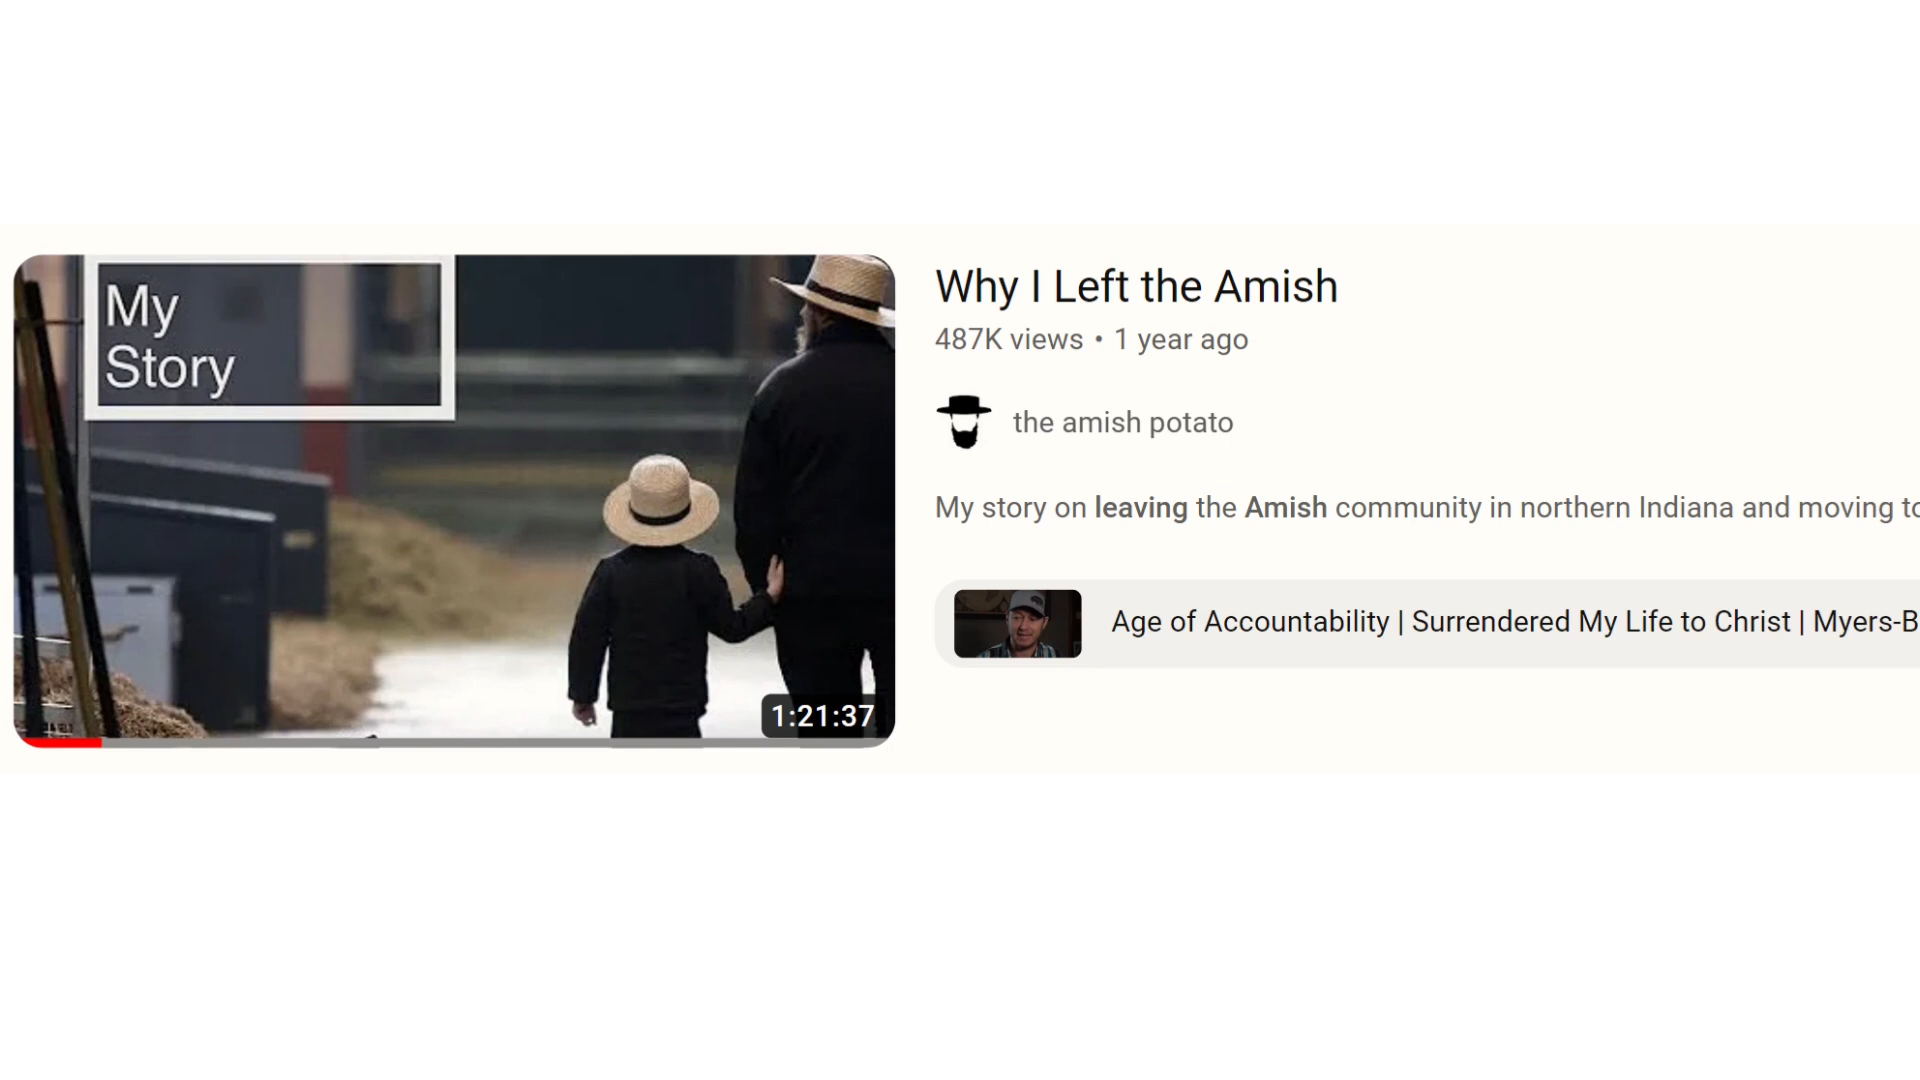 My
Story
1:21:37
Why I Left the Amish
487K views • 1 year ago
the amish potato
My story on leaving the Amish community in northern Indiana and moving to
Age of Accountability | Surrendered My Life to Christ | Myers-B